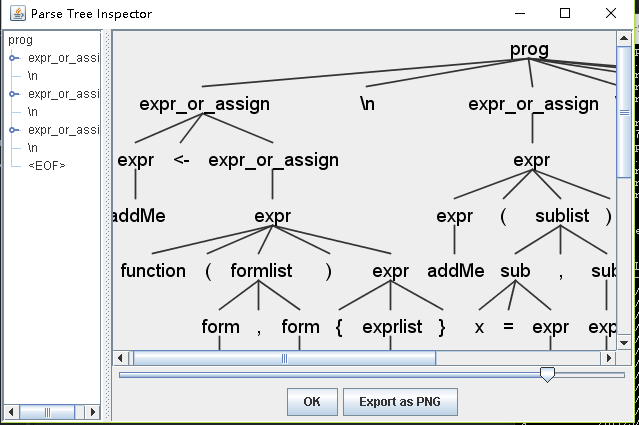 Parse Tree Inspector
prog
expr_or_assi
\n
expr_or_assi
\n
expr_or_assi
\n
<EOF>
prog
expr_or_assign \n expr_or_assign
expr <- expr_or_assign expr
addMe expr expr ( sublist )
function ( formlist ) expr addMe sub , sub
form , form { exprlist } x = expr exp
OK Export as PNG